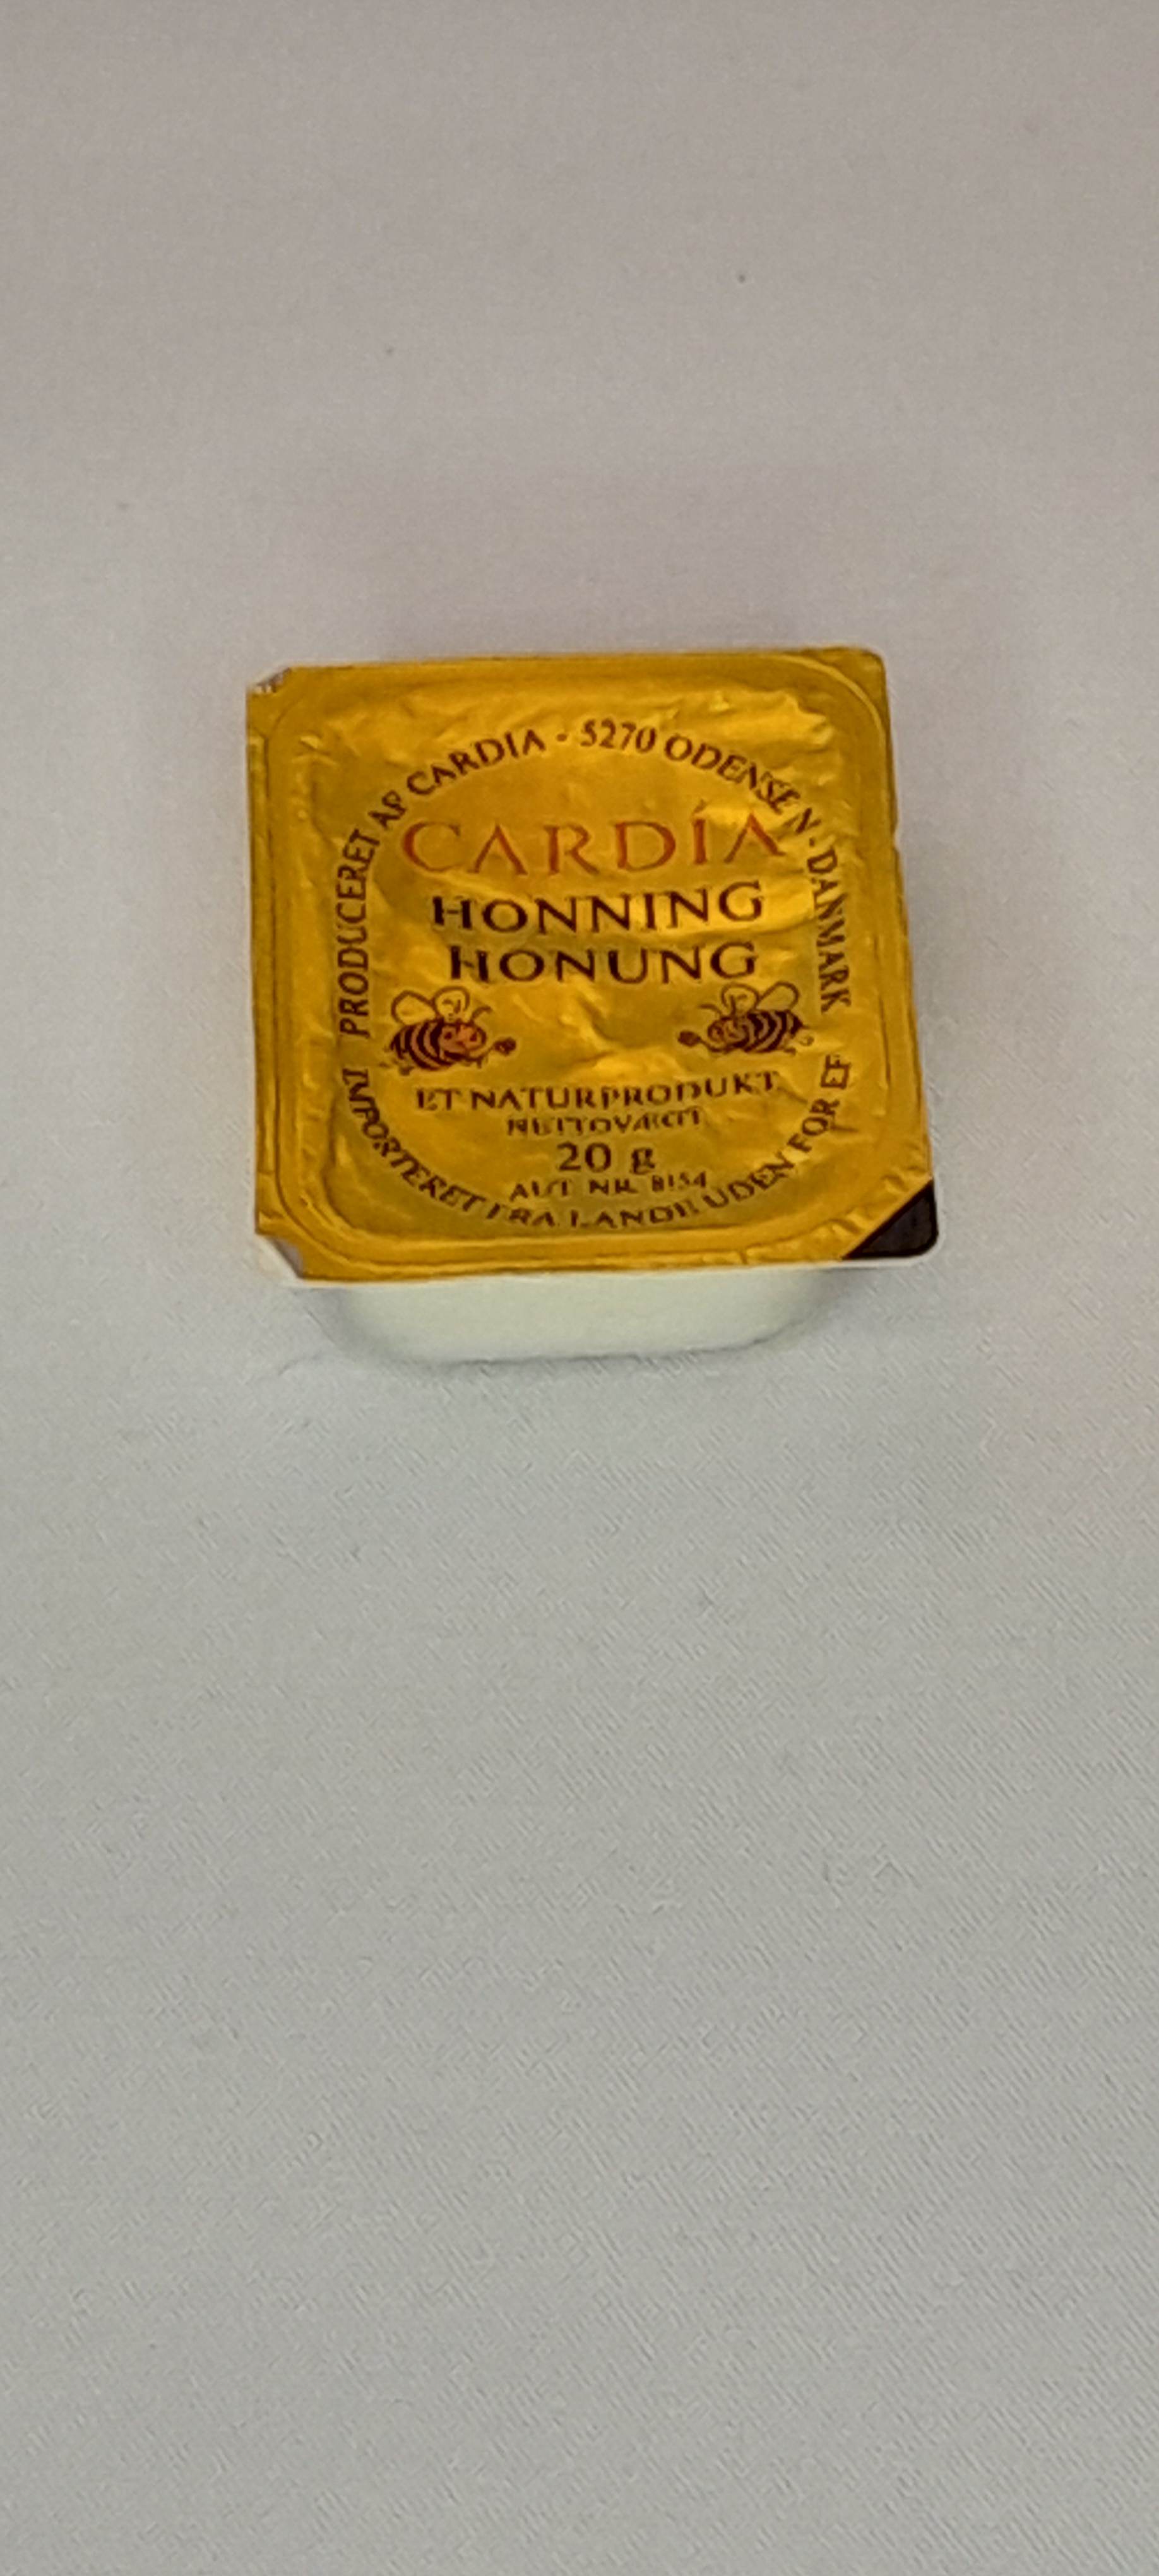 PRODUCERET AF CARDIA - 5270 ODENSE N - DANMARK
CARDÍA
HONNING
HONUNG
ET NATURPRODUKT
NETTOVÆGT
20 g
AUT NR. 8154
IMPORTERET FRA LANDE UDEN FOR EF